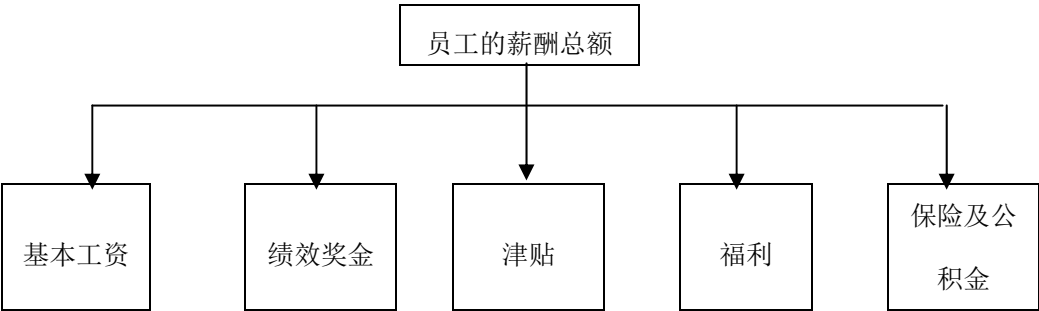 员工的薪酬总额
基本工资
绩效奖金
津贴
福利
保险及公
积金